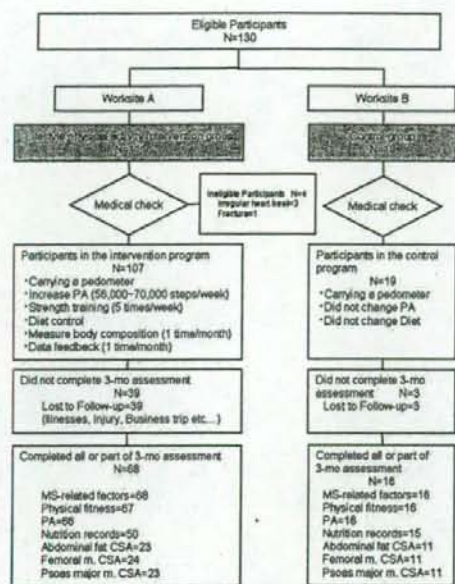 Eligible Participants
N=130
Worksite A
Worksite B
Medical check
Ineligible Participants N=4
Irregular heart beat=3
Fracture=1
Medical check
Participants in the intervention program
N=107
・Carrying a pedometer
・Increase PA (56,000~70,000 steps/week)
・Strength training (5 times/week)
・Diet control
・Measure body composition (1 time/month)
・Data feedback (1 time/month)
Participants in the control
program
N=19
・Carrying a pedometer
・Did not change PA
・Did not change Diet
Did not complete 3-mo assessment
N=39
Lost to Follow-up=39
(Illnesses, Injury, Business trip etc...)
Did not complete 3-mo
assessment N=3
Lost to Follow-up=3
Completed all or part of 3-mo assessment
N=68
MS-related factors=68
Physical fitness=67
PA=66
Nutrition records=50
Abdominal fat CSA=23
Femoral m. CSA=24
Psoas major m. CSA=23
Completed all or part of
3-mo assessment
N=16
MS-related factors=16
Physical fitness=16
PA=16
Nutrition records=15
Abdominal fat CSA=11
Femoral m. CSA=11
Psoas major m. CSA=11